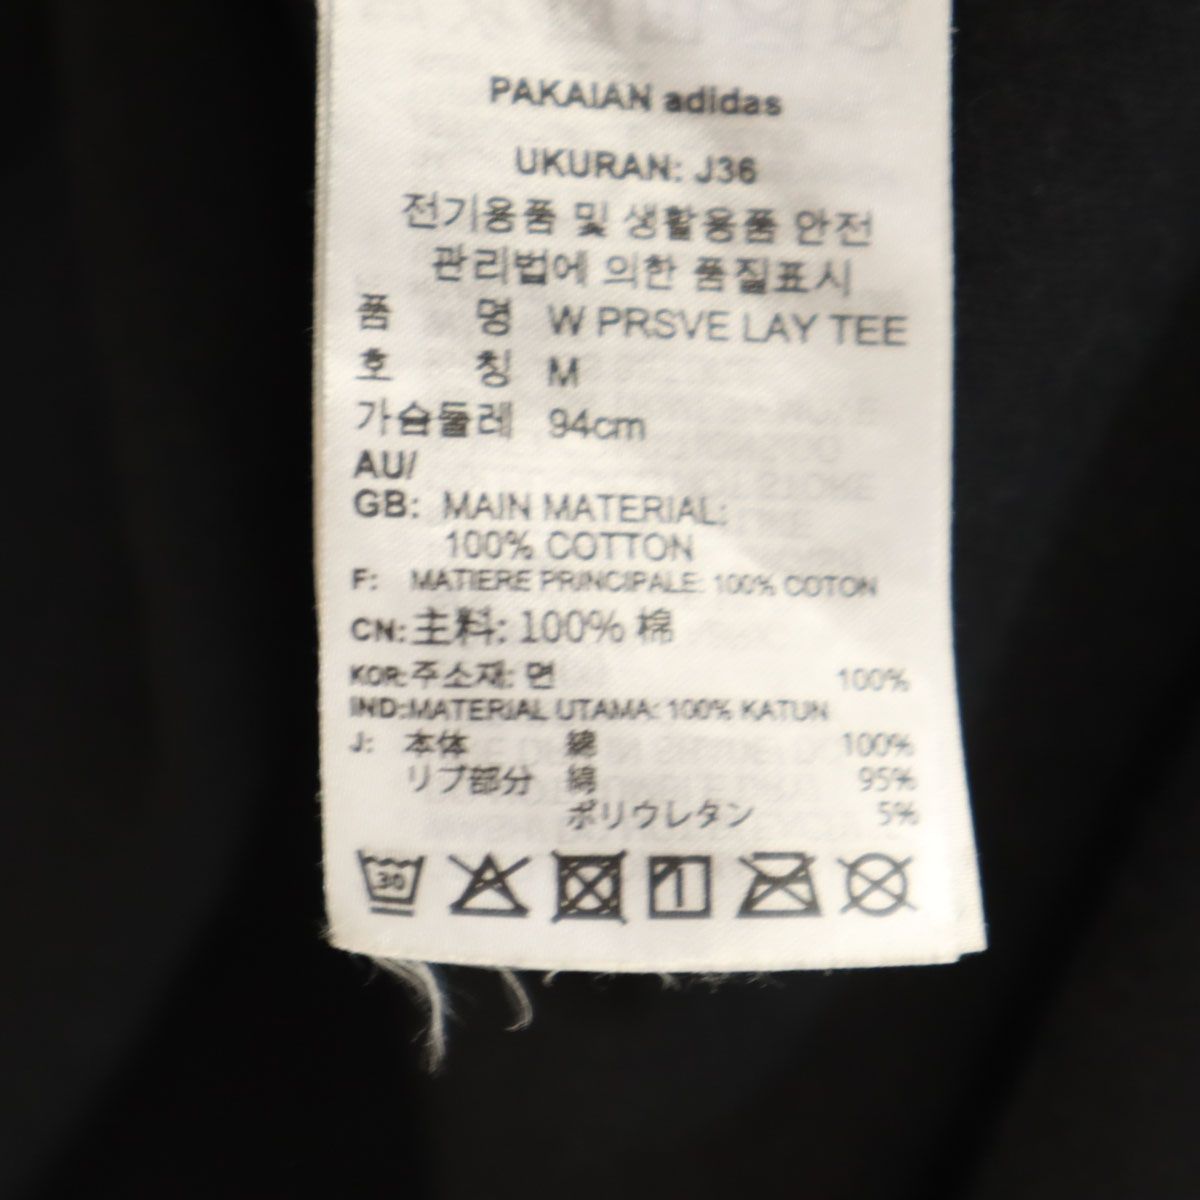 PAKAIAN adidas
UKURAN: J36
전기용품 및 생활용품 안전
관리법에 의한 품질표시
품 명 W PRSVE LAY TEE
호 칭 M
가슴둘레 94cm
AU/
GB: MAIN MATERIAL:
100% COTTON
F: MATIERE PRINCIPALE: 100% COTON
CN: 主料: 100% 棉
KOR: 주소재: 면 100%
IND: MATERIAL UTAMA: 100% KATUN
J: 本体 綿 100%
リブ部分 綿 95%
ポリウレタン 5%
30